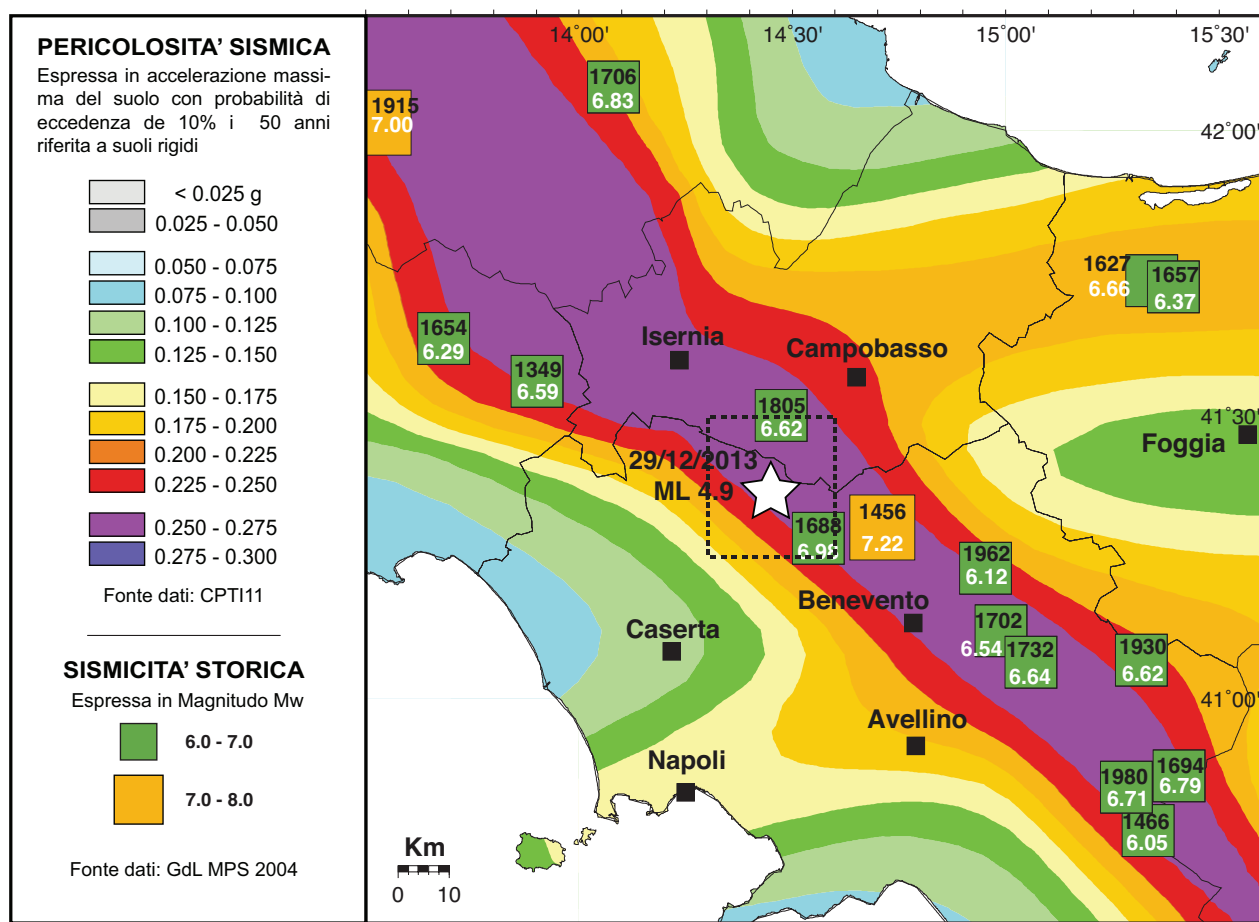 PERICOLOSITA’ SISMICA
Espressa in accelerazione massi-
ma del suolo con probabilità di
eccedenza de 10% i 50 anni
riferita a suoli rigidi
< 0.025 g
0.025 - 0.050
0.050 - 0.075
0.075 - 0.100
0.100 - 0.125
0.125 - 0.150
0.150 - 0.175
0.175 - 0.200
0.200 - 0.225
0.225 - 0.250
0.250 - 0.275
0.275 - 0.300
Fonte dati: CPTI11
SISMICITA’ STORICA
Espressa in Magnitudo Mw
6.0 - 7.0
7.0 - 8.0
Fonte dati: GdL MPS 2004
14˚00'
14˚30'
15˚00'
15˚30'
1706
6.83
1915
7.00
42˚00'
1627
6.66
1657
6.37
1654
6.29
Isernia
Campobasso
1349
6.59
1805
6.62
41˚30'
Foggia
29/12/2013
ML 4.9
1688
6.98
1456
7.22
1962
6.12
Benevento
1702
6.54
Caserta
1732
6.64
1930
6.62
41˚00'
Avellino
Napoli
1694
6.79
1980
6.71
1466
6.05
Km
0 10